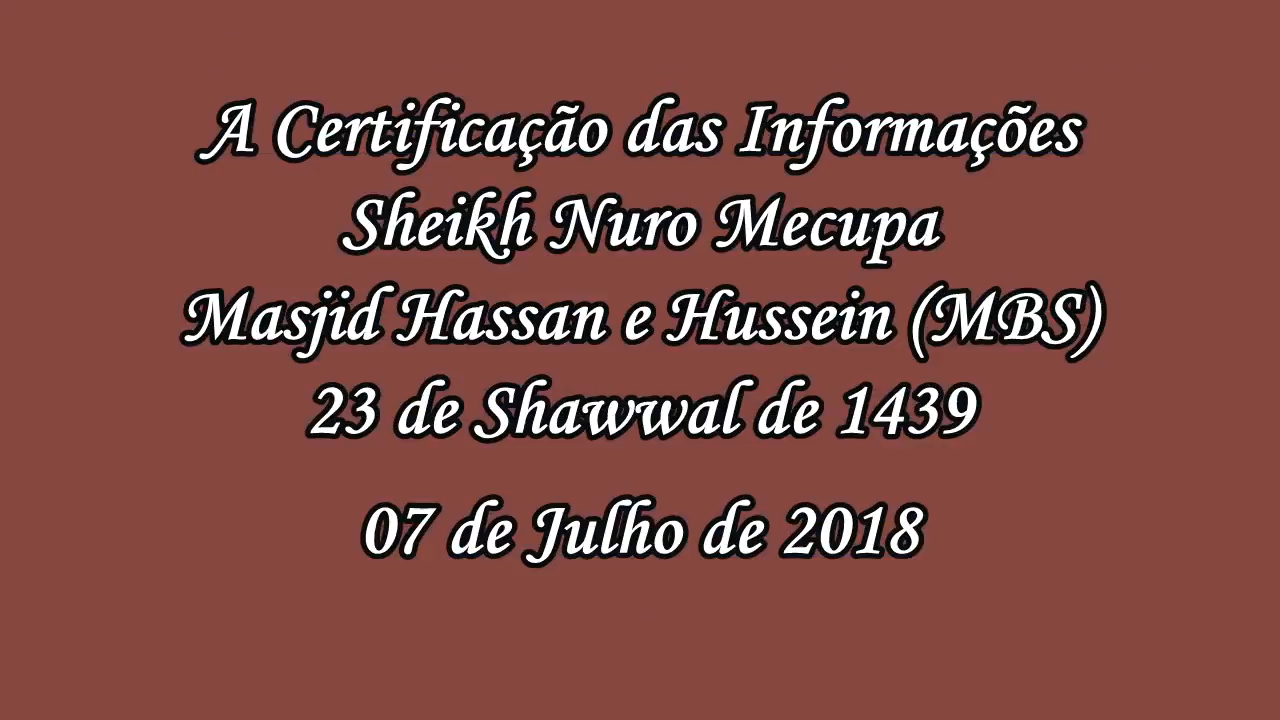 A Certificação das Informações
Sheikh Nuro Mecupa
Masjid Hassan e Hussein (MBS)
23 de Shawwal de 1439
07 de Julho de 2018